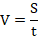 V = S/t